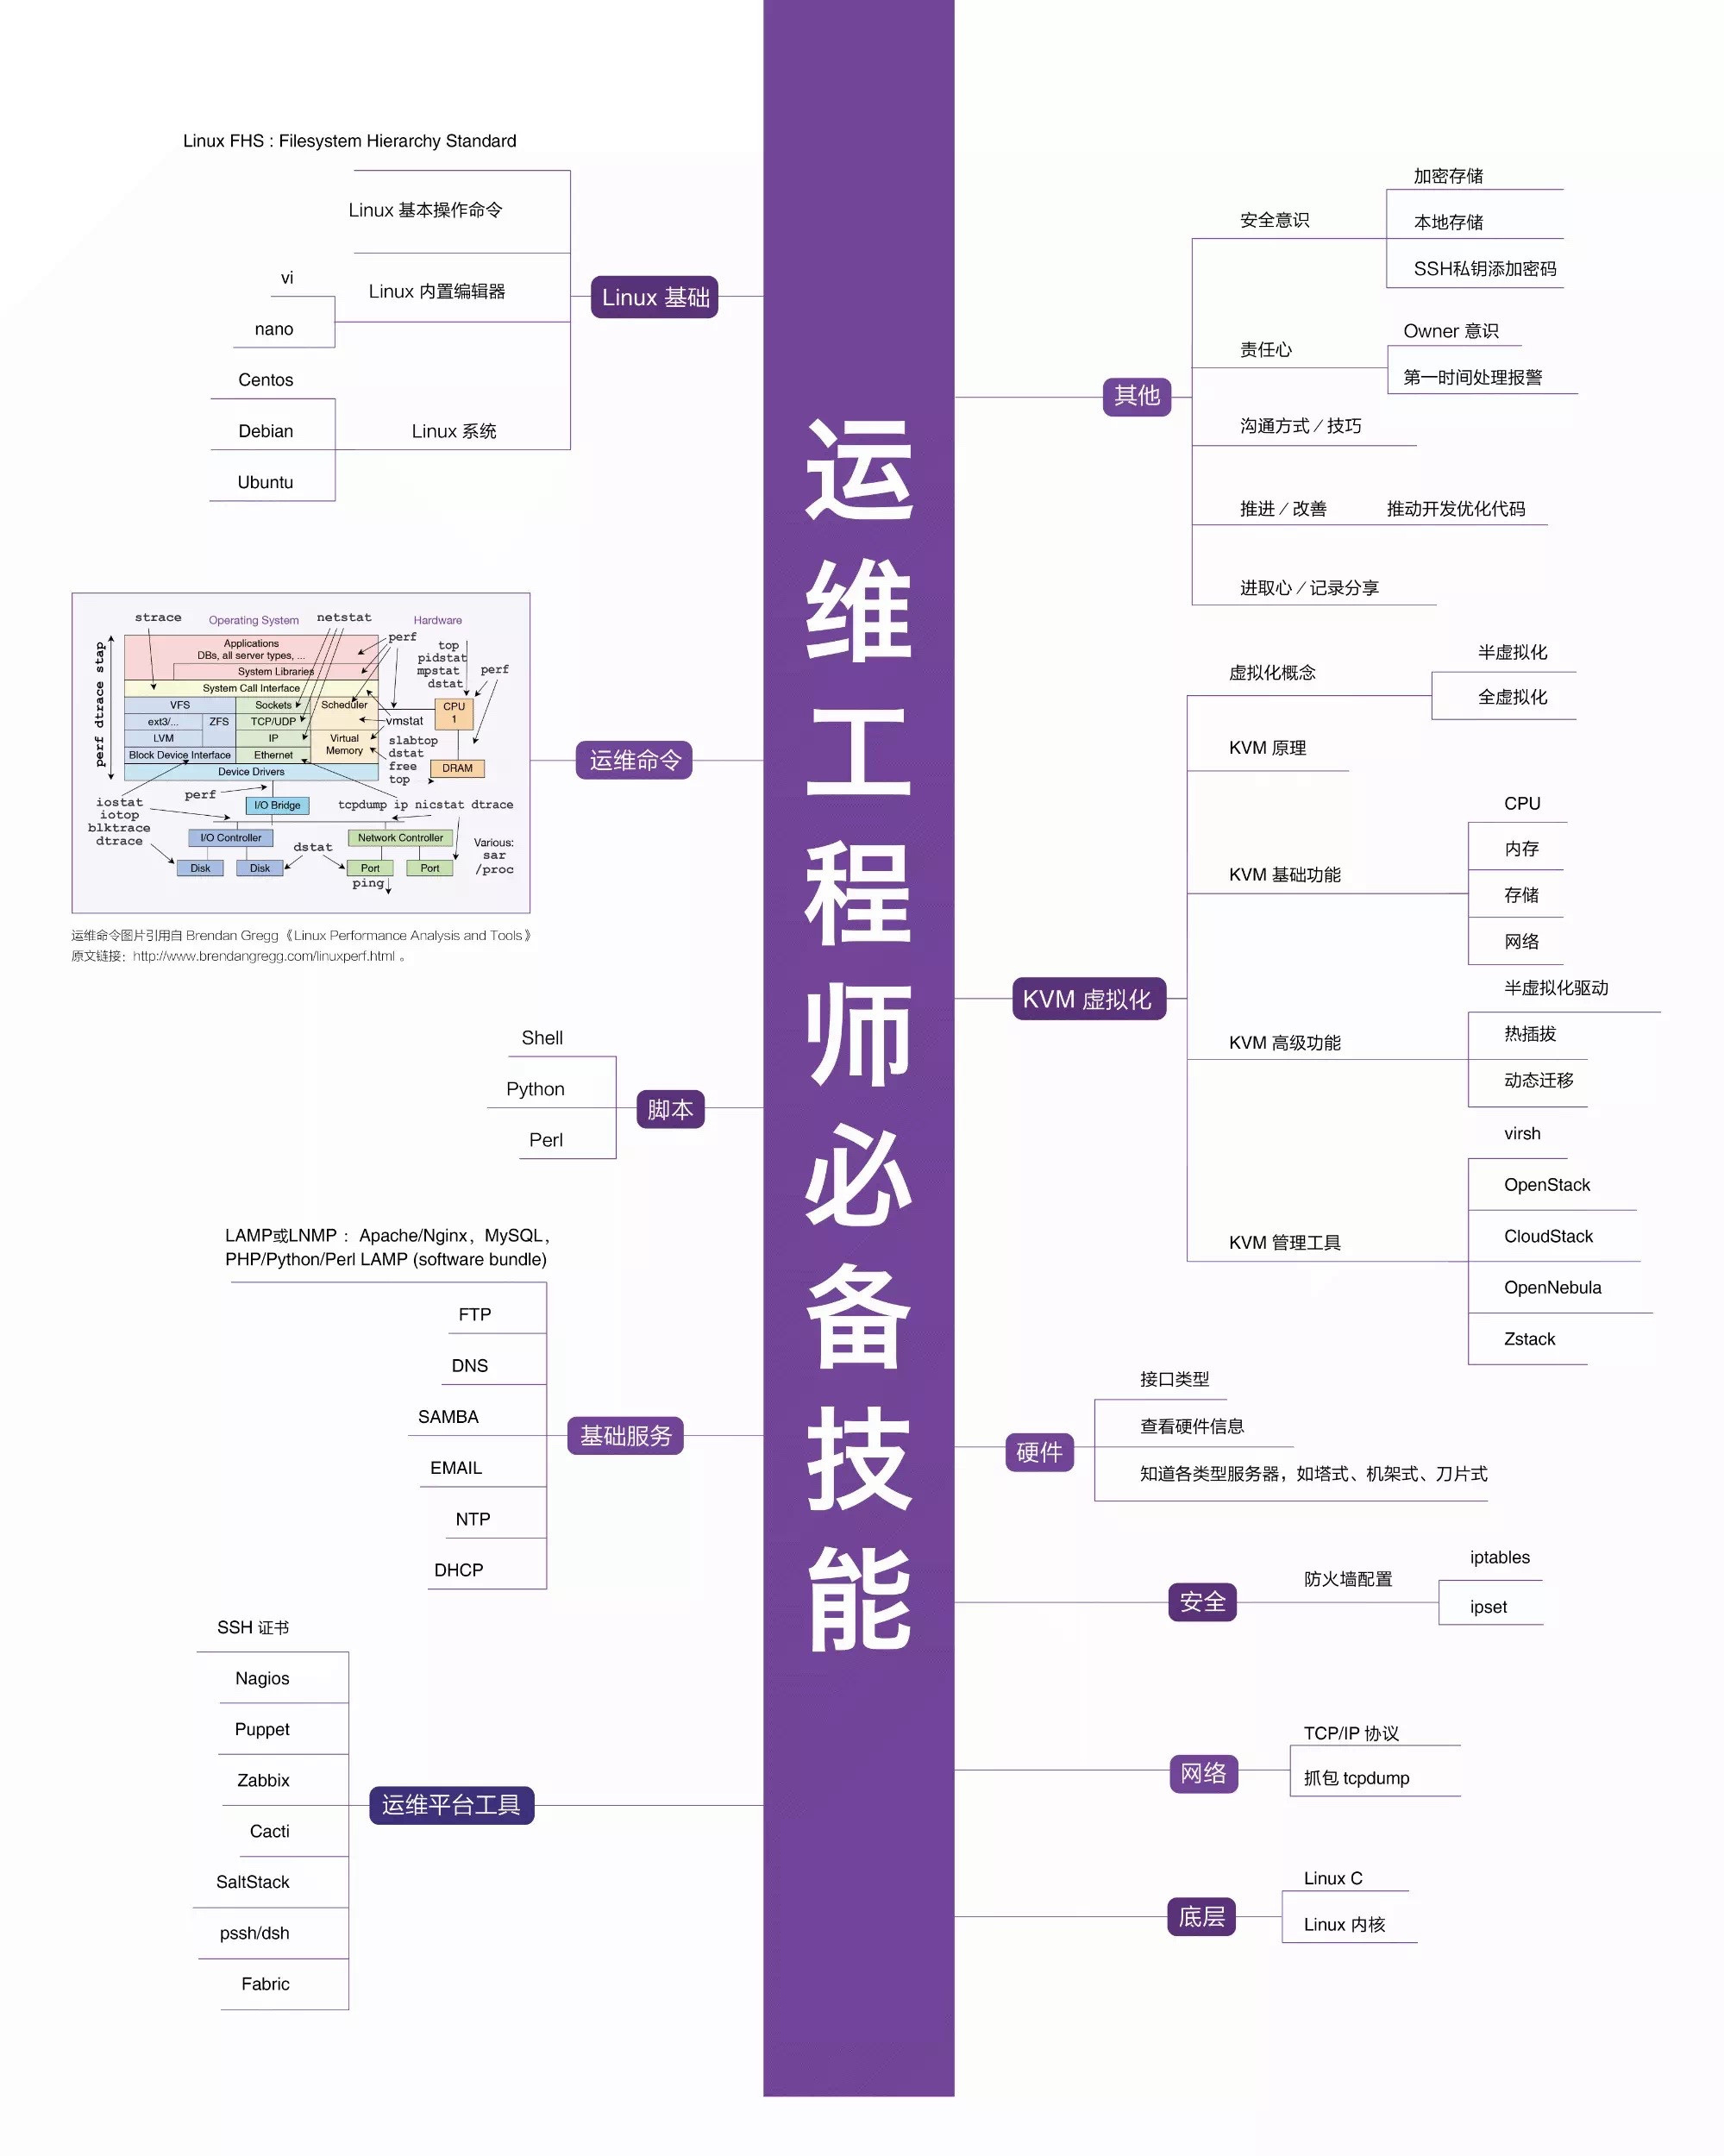 运维工程师必备技能
Linux FHS : Filesystem Hierarchy Standard
Linux 基本操作命令
Linux 内置编辑器
vi
nano
Linux 基础
Centos
Debian
Ubuntu
Linux 系统
strace
Operating System
netstat
Hardware
perf dtrace stap
Applications
DBs, all server types, ...
System Libraries
System Call Interface
perf
top
pidstat
mpstat
dstat
perf
VFS
Sockets
Scheduler
CPU
1
ext3/...
ZFS
TCP/UDP
vmstat
LVM
IP
Virtual
Memory
Block Device Interface
Ethernet
slabtop
dstat
free
top
DRAM
Device Drivers
perf
iostat
iotop
blktrace
dtrace
I/O Bridge
tcpdump ip nicstat dtrace
I/O Controller
Network Controller
Disk
Disk
dstat
Port
Port
ping
Various:
sar
/proc
运维命令
运维命令图片引用自 Brendan Gregg《Linux Performance Analysis and Tools》
原文链接：http://www.brendangregg.com/linuxperf.html 。
Shell
Python
Perl
脚本
LAMP或LNMP ：Apache/Nginx，MySQL，
PHP/Python/Perl LAMP (software bundle)
FTP
DNS
SAMBA
EMAIL
NTP
DHCP
基础服务
SSH 证书
Nagios
Puppet
Zabbix
Cacti
SaltStack
pssh/dsh
Fabric
运维平台工具
其他
安全意识
加密存储
本地存储
SSH私钥添加密码
责任心
Owner 意识
第一时间处理报警
沟通方式／技巧
推进／改善
推动开发优化代码
进取心／记录分享
KVM 虚拟化
虚拟化概念
半虚拟化
全虚拟化
KVM 原理
KVM 基础功能
CPU
内存
存储
网络
KVM 高级功能
半虚拟化驱动
热插拔
动态迁移
KVM 管理工具
virsh
OpenStack
CloudStack
OpenNebula
Zstack
硬件
接口类型
查看硬件信息
知道各类型服务器，如塔式、机架式、刀片式
安全
防火墙配置
iptables
ipset
网络
TCP/IP 协议
抓包 tcpdump
底层
Linux C
Linux 内核